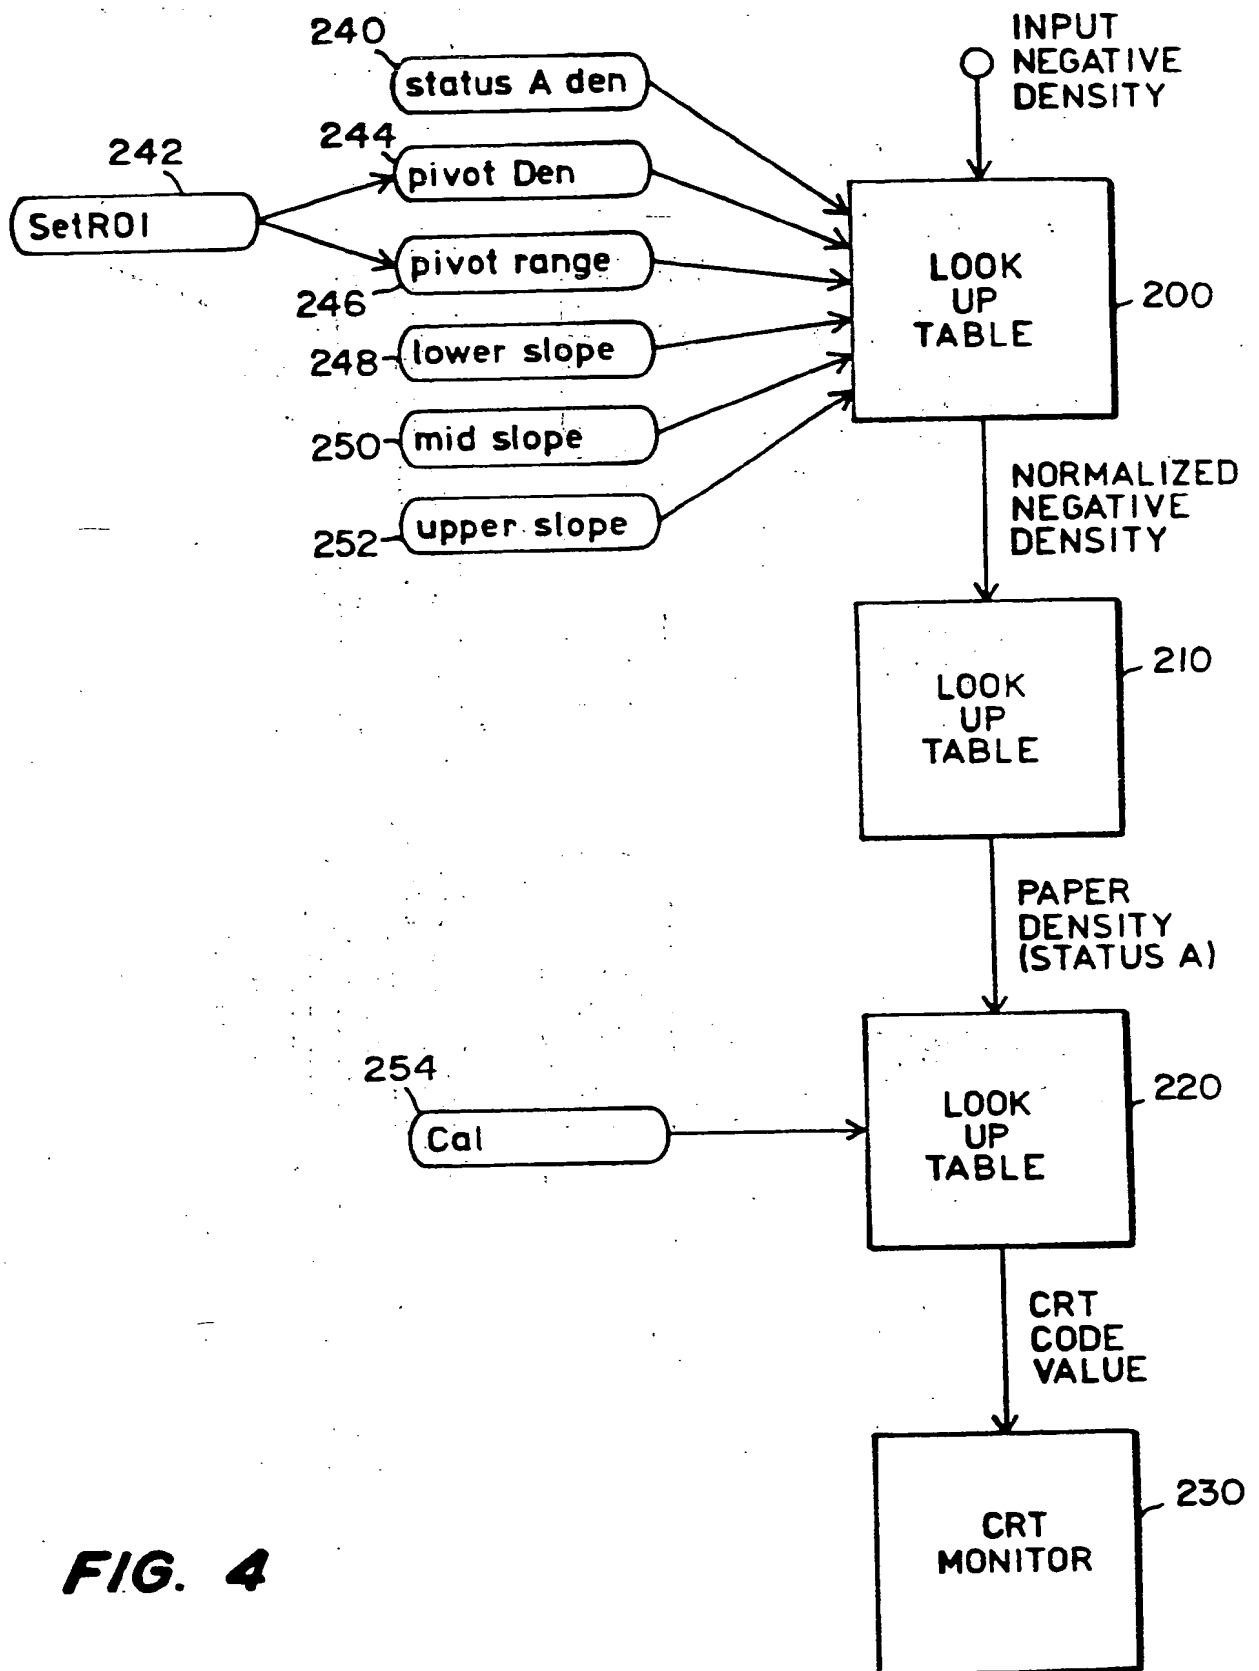 240
status A den
INPUT
NEGATIVE
DENSITY
242
244
pivot Den
SetROI
pivot range
246
LOOK
UP
TABLE
200
248
lower slope
250
mid slope
252
upper slope
NORMALIZED
NEGATIVE
DENSITY
LOOK
UP
TABLE
210
PAPER
DENSITY
(STATUS A)
254
Cal
LOOK
UP
TABLE
220
CRT
CODE
VALUE
CRT
MONITOR
230
FIG. 4